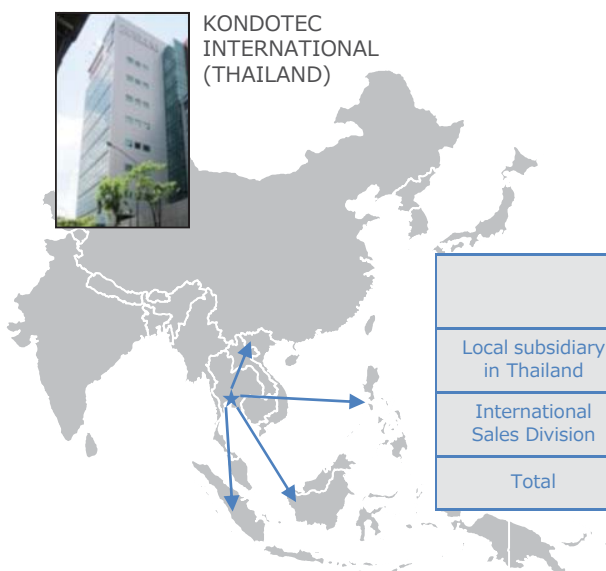 KONDOTEC
INTERNATIONAL
(THAILAND)
Local subsidiary
in Thailand
International
Sales Division
Total